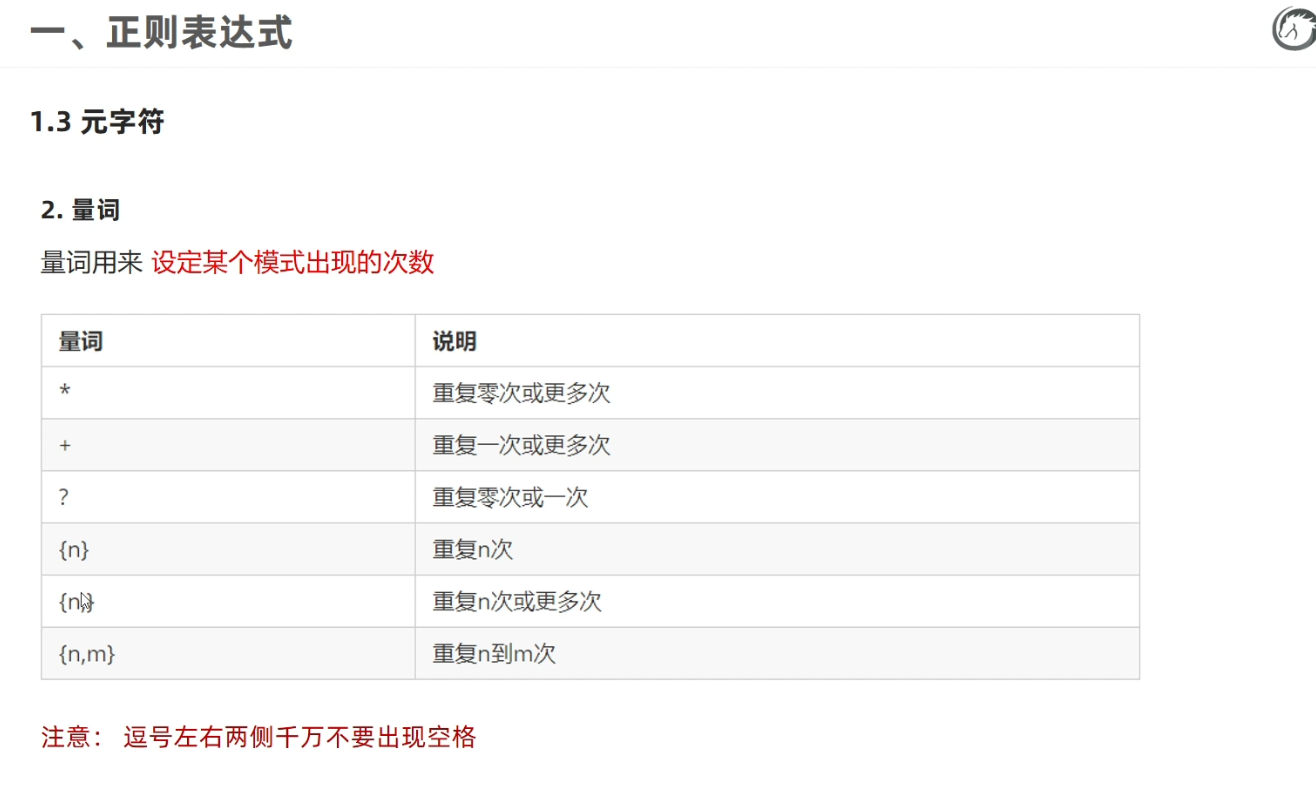 一、正则表达式
1.3 元字符
2. 量词
量词用来 设定某个模式出现的次数
量词 说明
* 重复零次或更多次
+ 重复一次或更多次
? 重复零次或一次
{n} 重复n次
{n,} 重复n次或更多次
{n,m} 重复n到m次
注意： 逗号左右两侧千万不要出现空格